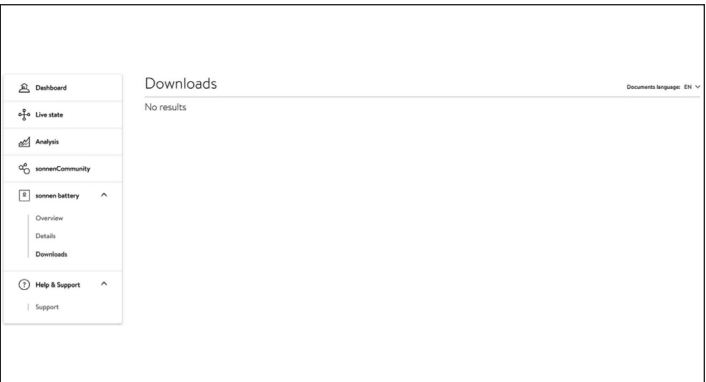 Dashboard
Live state
Analysis
sonnenCommunity
sonnen battery
Overview
Details
Downloads
Help & Support
Support
Downloads
Documents language: EN
No results